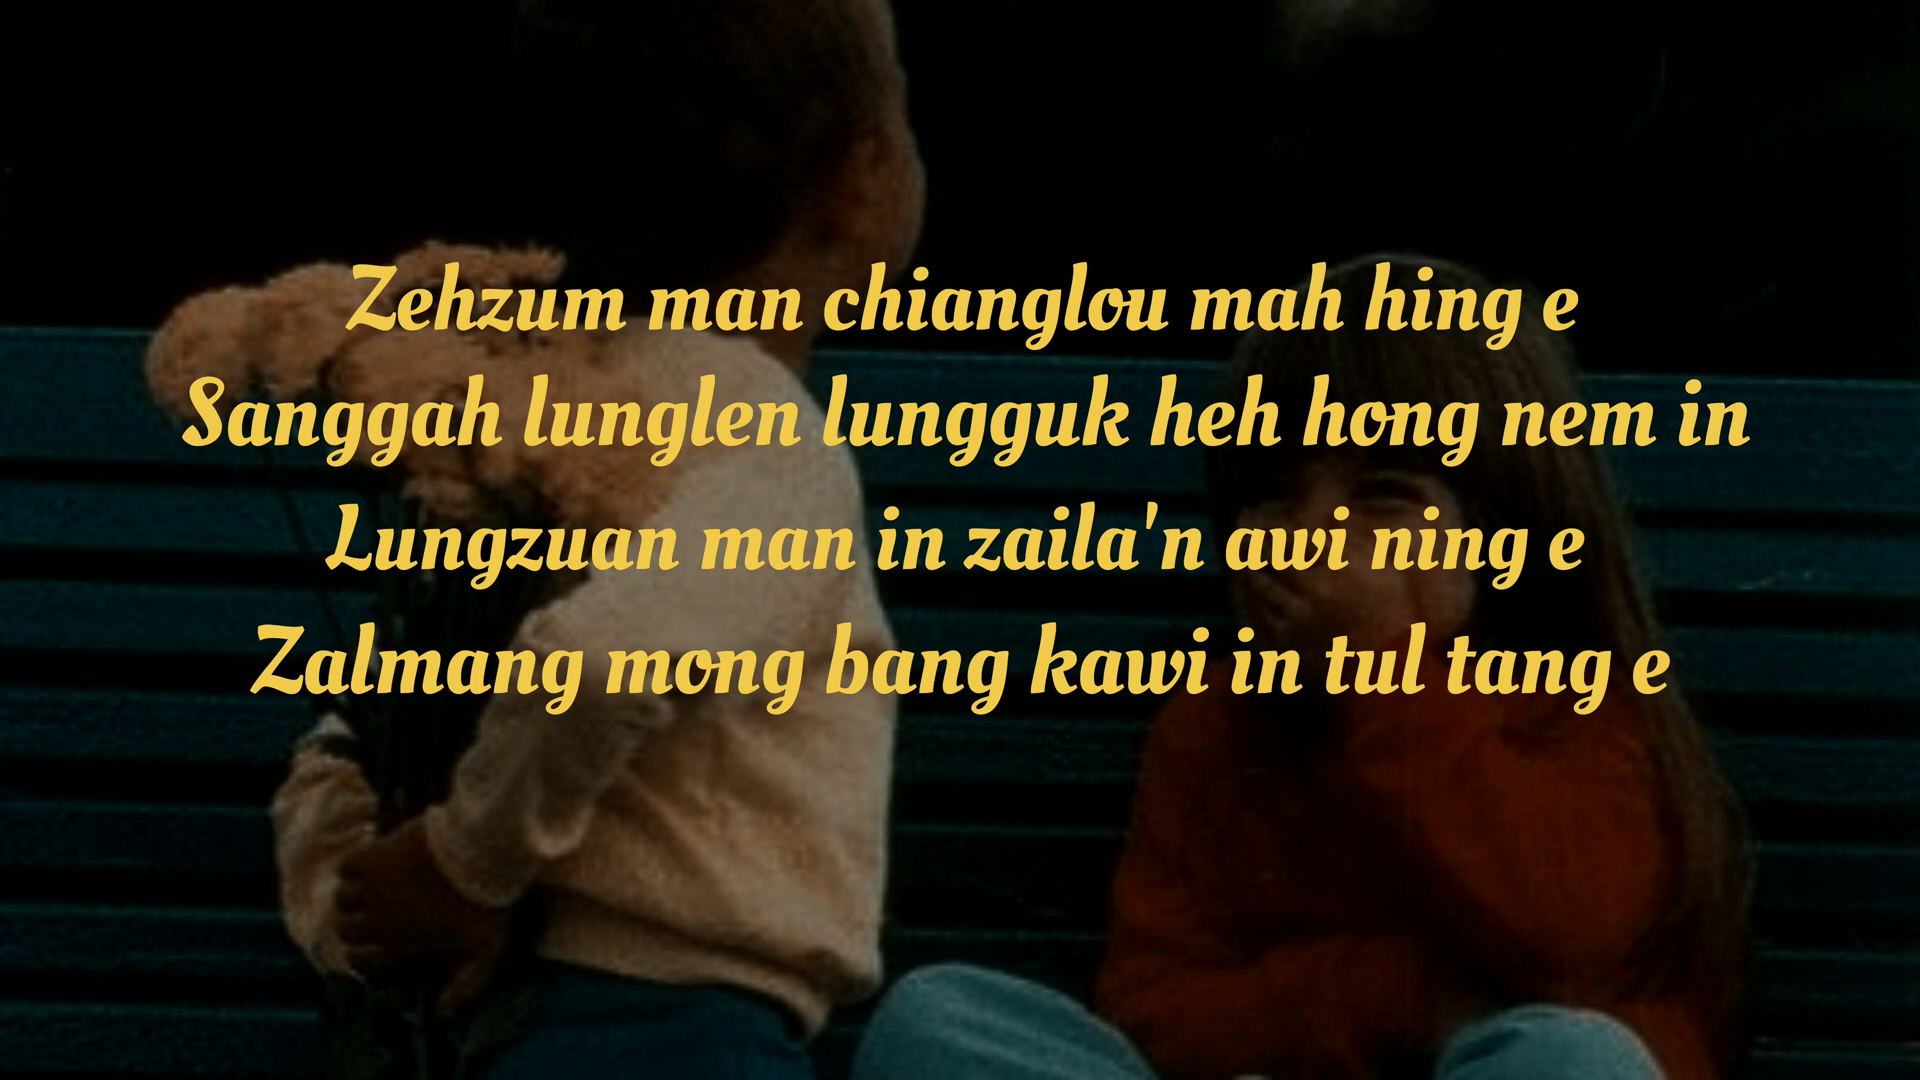 Zehzum man chianglou mah hing e
Sanggah lunglen lungguk heh hong nem in
Lungzuan man in zaila'n awi ning e
Zalmang mong bang kawi in tul tang e